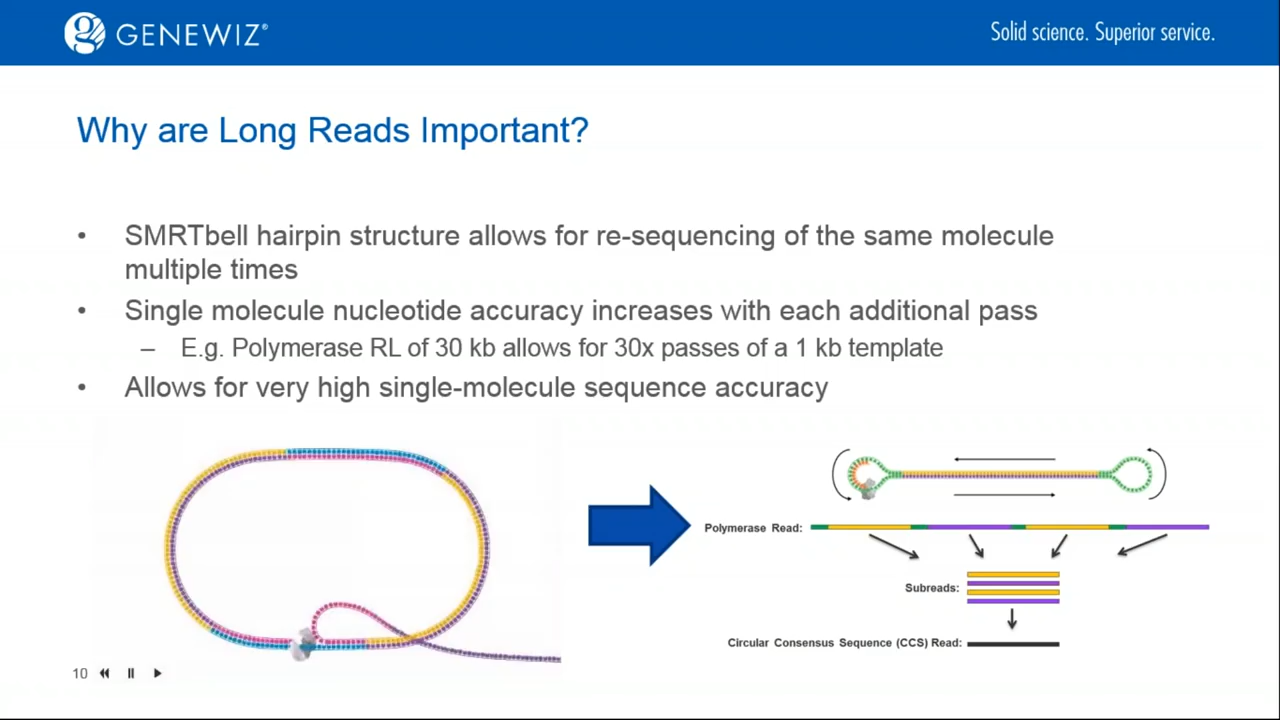 GENEWIZ®
Solid science. Superior service.
Why are Long Reads Important?
• SMRTbell hairpin structure allows for re-sequencing of the same molecule
multiple times
• Single molecule nucleotide accuracy increases with each additional pass
– E.g. Polymerase RL of 30 kb allows for 30x passes of a 1 kb template
• Allows for very high single-molecule sequence accuracy
Polymerase Read:
Subreads:
Circular Consensus Sequence (CCS) Read:
10